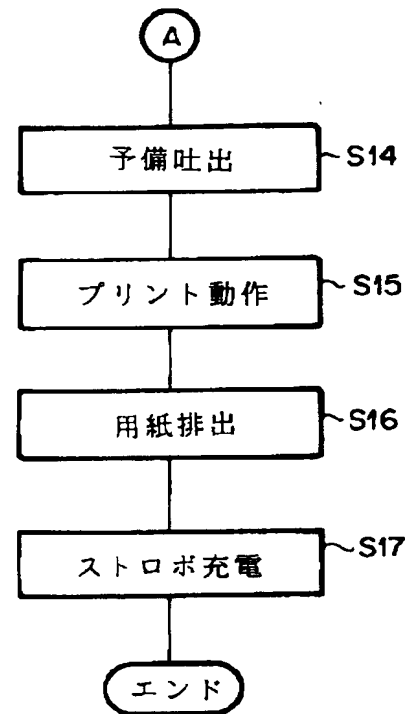 A
予備吐出
S14
プリント動作
S15
用紙排出
S16
ストロボ充電
S17
エンド